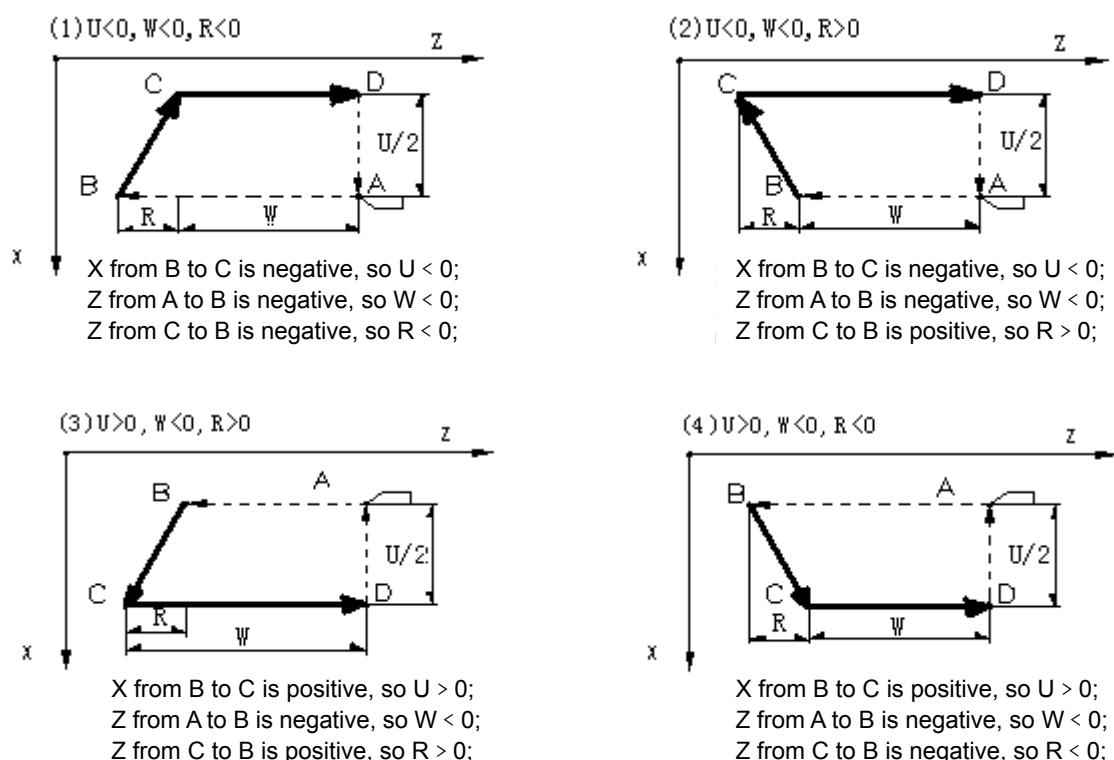 (1)U<0, W<0, R<0
Z
C
D
U/2
B
A
R
W
X
X from B to C is negative, so U < 0;
Z from A to B is negative, so W < 0;
Z from C to B is negative, so R < 0;
(2)U<0, W<0, R>0
Z
C
D
U/2
B
A
R
W
X
X from B to C is negative, so U < 0;
Z from A to B is negative, so W < 0;
Z from C to B is positive, so R > 0;
(3)U>0, W<0, R>0
Z
B
A
U/2
C
D
R
W
X
X from B to C is positive, so U > 0;
Z from A to B is negative, so W < 0;
Z from C to B is positive, so R > 0;
(4)U>0, W<0, R<0
Z
B
A
U/2
C
D
R
W
X
X from B to C is positive, so U > 0;
Z from A to B is negative, so W < 0;
Z from C to B is negative, so R < 0;